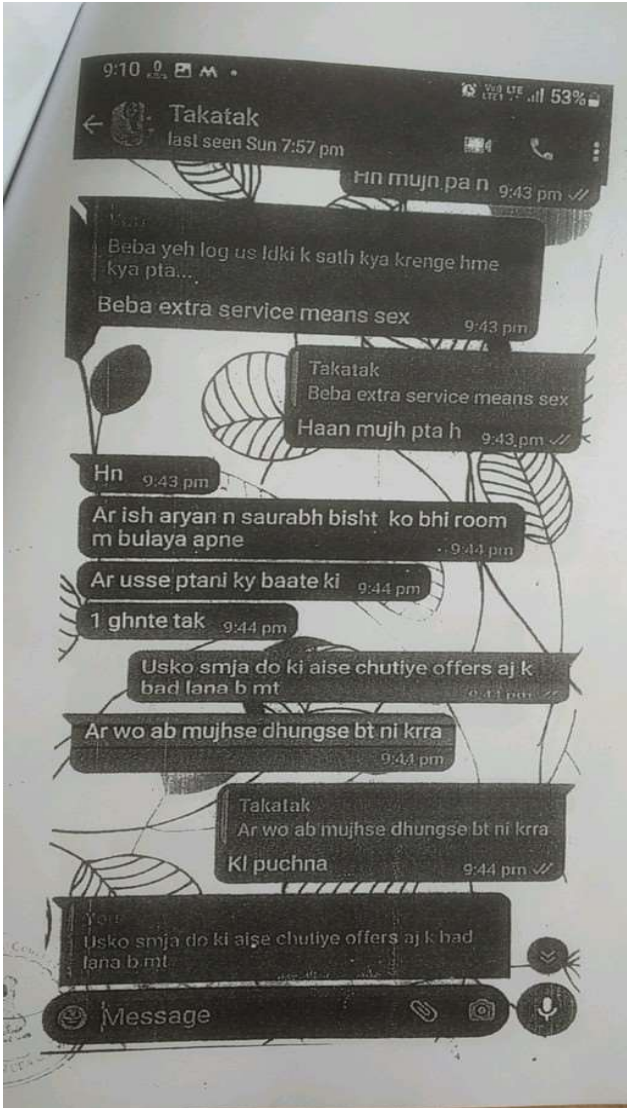 9:10
LTE1 53%
Takatak
last seen Sun 7:57 pm
Hn mujh pa n 9:43 pm
You
Beba yeh log us ldki k sath kya krenge hme
kya pta...
Beba extra service means sex
9:43 pm
Takatak
Beba extra service means sex
Haan mujh pta h 9:43 pm
Hn 9:43 pm
Ar ish aryan n saurabh bisht ko bhi room
m bulaya apne
9:44 pm
Ar usse ptani ky baate ki 9:44 pm
1 ghnte tak 9:44 pm
Usko smja do ki aise chutiye offers aj k
bad lana b mt
9:44 pm
Ar wo ab mujhse dhungse bt ni krra
9:44 pm
Takatak
Ar wo ab mujhse dhungse bt ni krra
Kl puchna 9:44 pm
You
Usko smja do ki aise chutiye offers aj k bad
lana b mt
Message